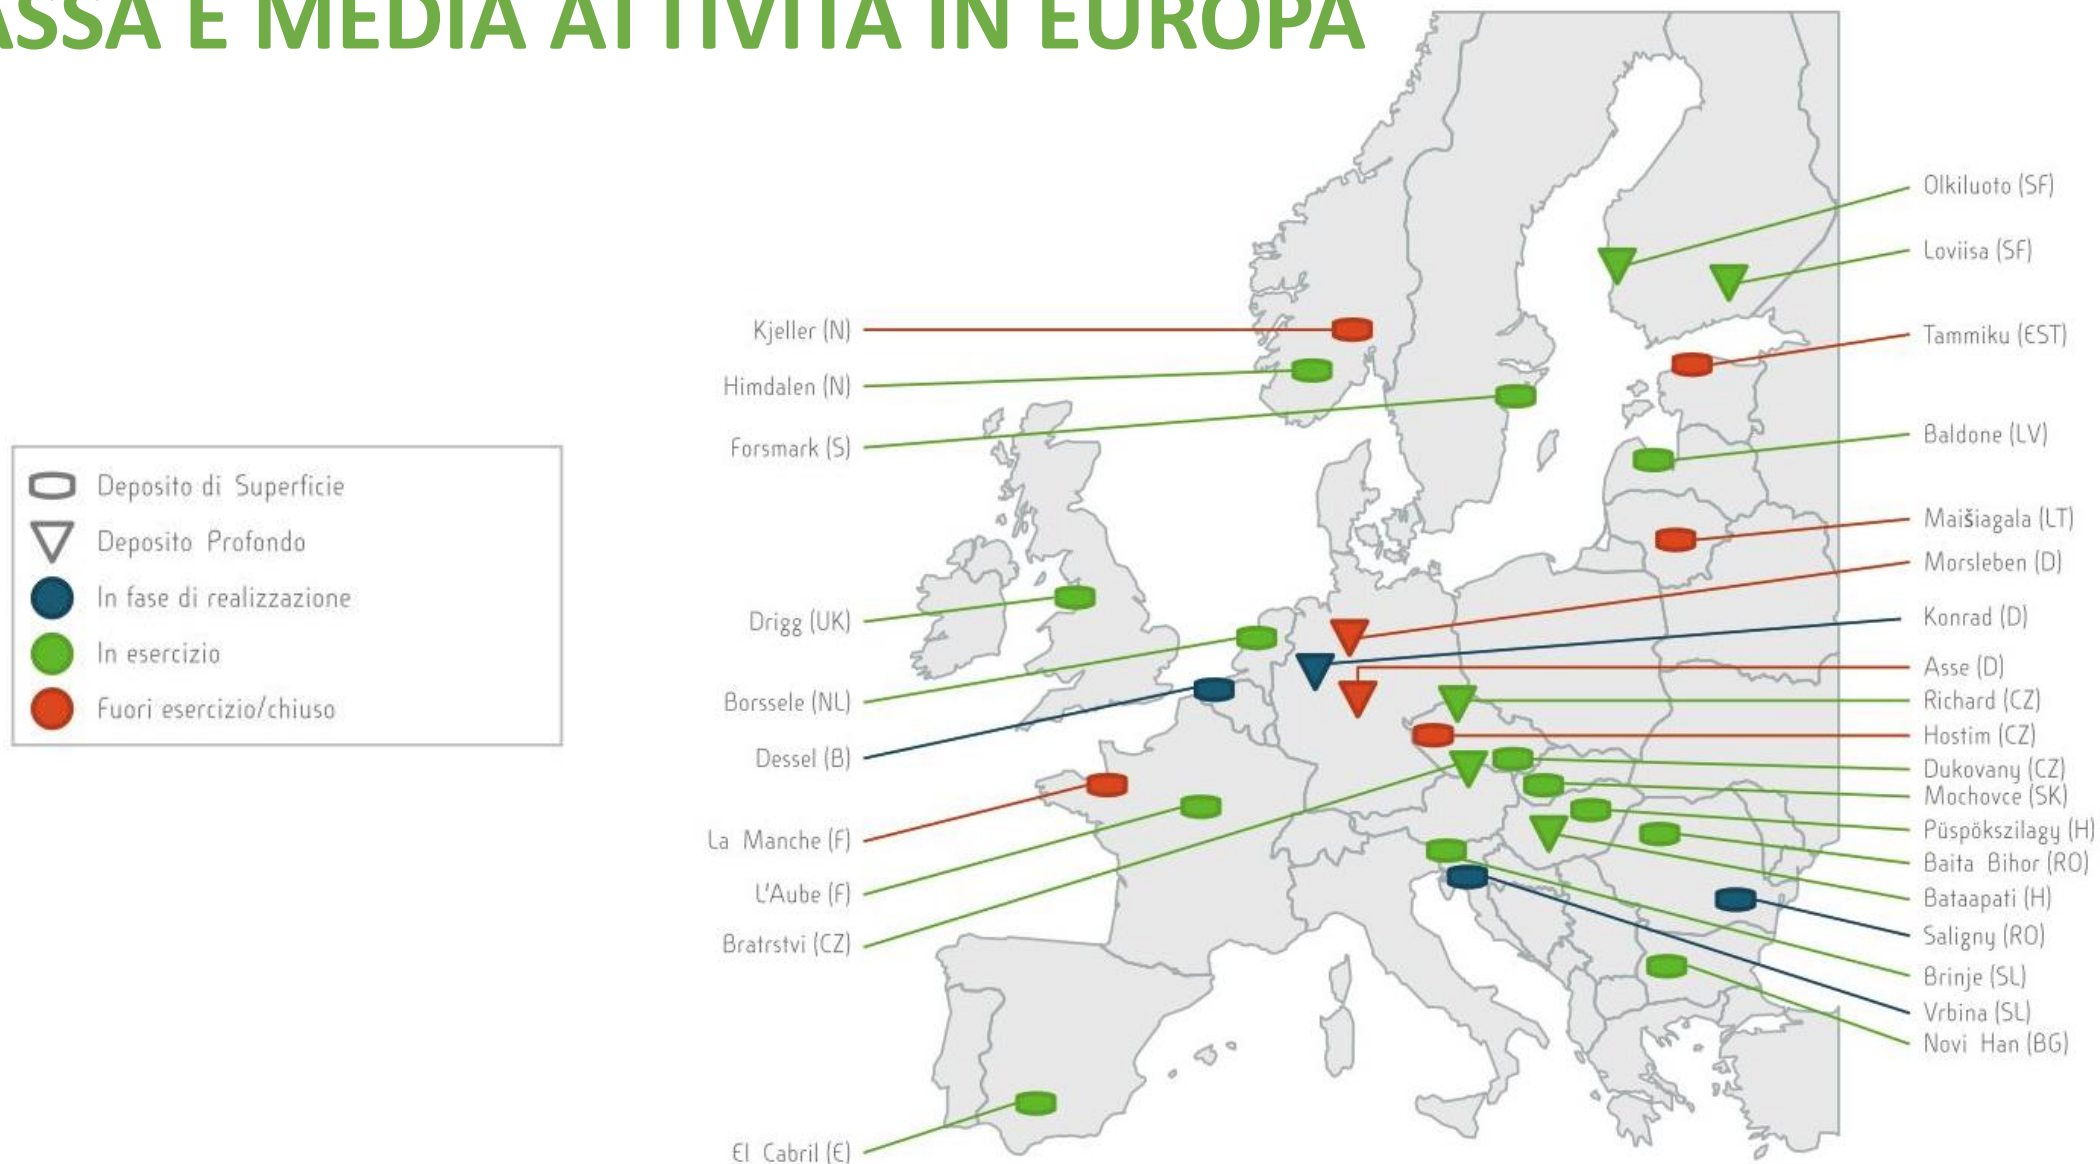 ASSA E MEDIA ATTIVITÀ IN EUROPA
Deposito di Superficie
Deposito Profondo
In fase di realizzazione
In esercizio
Fuori esercizio/chiuso
Kjeller (N)
Himdalen (N)
Forsmark (S)
Drigg (UK)
Borssele (NL)
Dessel (B)
La Manche (F)
L'Aube (F)
Bratrstvi (CZ)
El Cabril (E)
Olkiluoto (SF)
Loviisa (SF)
Tammiku (EST)
Baldone (LV)
Maišiagala (LT)
Morsleben (D)
Konrad (D)
Asse (D)
Richard (CZ)
Hostim (CZ)
Dukovany (CZ)
Mochovce (SK)
Püspökszilagy (H)
Baita Bihor (RO)
Bataapati (H)
Saligny (RO)
Brinje (SL)
Vrbina (SL)
Novi Han (BG)